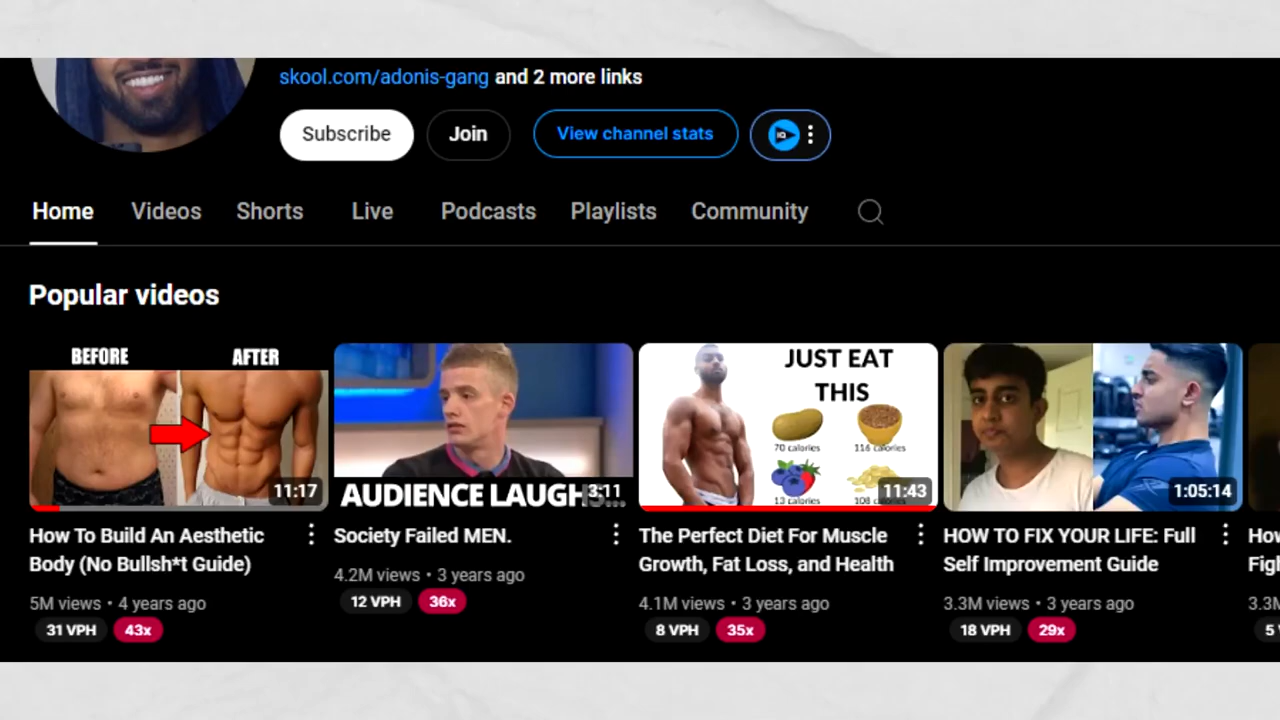 skool.com/adonis-gang and 2 more links
Subscribe
Join
View channel stats
IQ
Home
Videos
Shorts
Live
Podcasts
Playlists
Community
Popular videos
BEFORE
AFTER
11:17
AUDIENCE LAUGHS...
3:11
JUST EAT
THIS
70 calories
116 calories
13 calories
108 calories
11:43
1:05:14
How To Build An Aesthetic
Body (No Bullsh*t Guide)
5M views • 4 years ago
31 VPH
43x
Society Failed MEN.
4.2M views • 3 years ago
12 VPH
36x
The Perfect Diet For Muscle
Growth, Fat Loss, and Health
4.1M views • 3 years ago
8 VPH
35x
HOW TO FIX YOUR LIFE: Full
Self Improvement Guide
3.3M views • 3 years ago
18 VPH
29x
3.3M
5